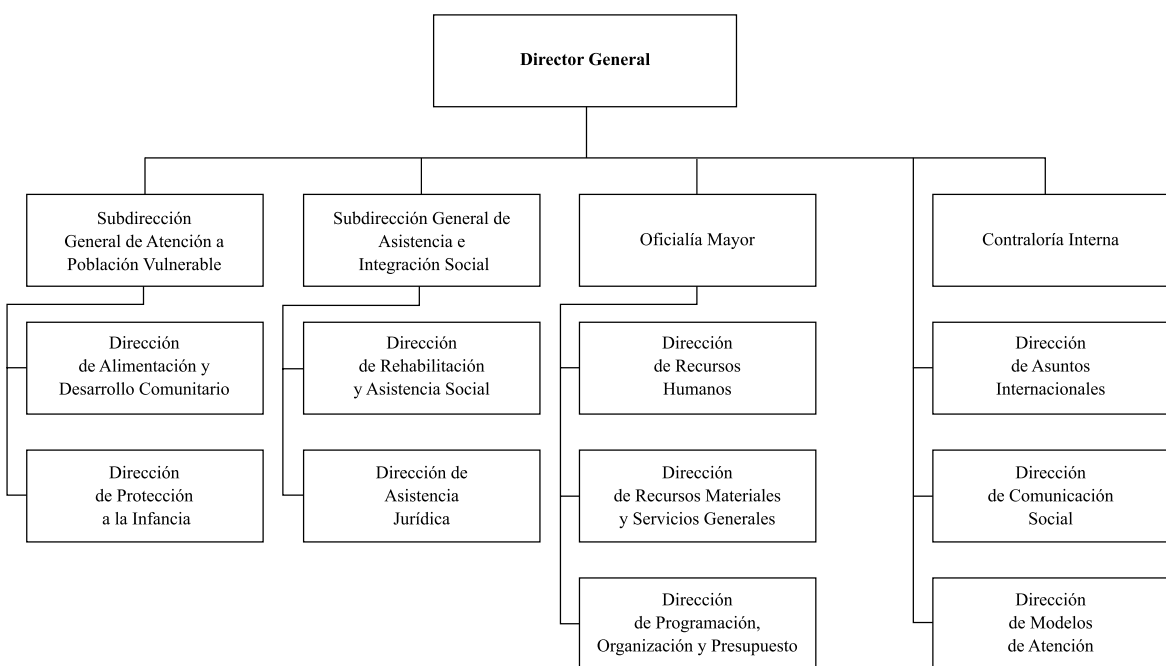 Director General
Subdirección
General de Atención a
Población Vulnerable
Subdirección General de
Asistencia e
Integración Social
Oficialía Mayor
Contraloría Interna
Dirección
de Alimentación y
Desarrollo Comunitario
Dirección
de Rehabilitación
y Asistencia Social
Dirección
de Recursos
Humanos
Dirección
de Asuntos
Internacionales
Dirección
de Protección
a la Infancia
Dirección de
Asistencia
Jurídica
Dirección
de Recursos Materiales
y Servicios Generales
Dirección
de Comunicación
Social
Dirección
de Programación,
Organización y Presupuesto
Dirección
de Modelos
de Atención